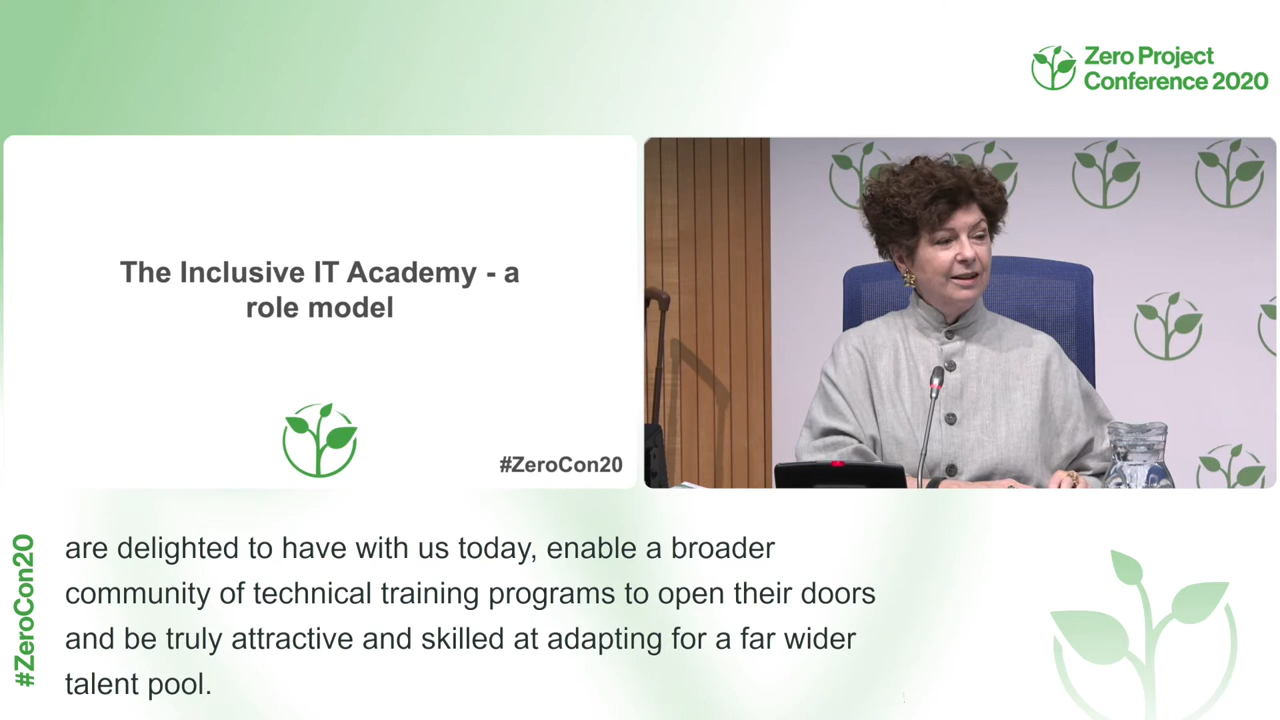 Zero Project
Conference 2020
The Inclusive IT Academy - a
role model
#ZeroCon20
#ZeroCon20
are delighted to have with us today, enable a broader
community of technical training programs to open their doors
and be truly attractive and skilled at adapting for a far wider
talent pool.